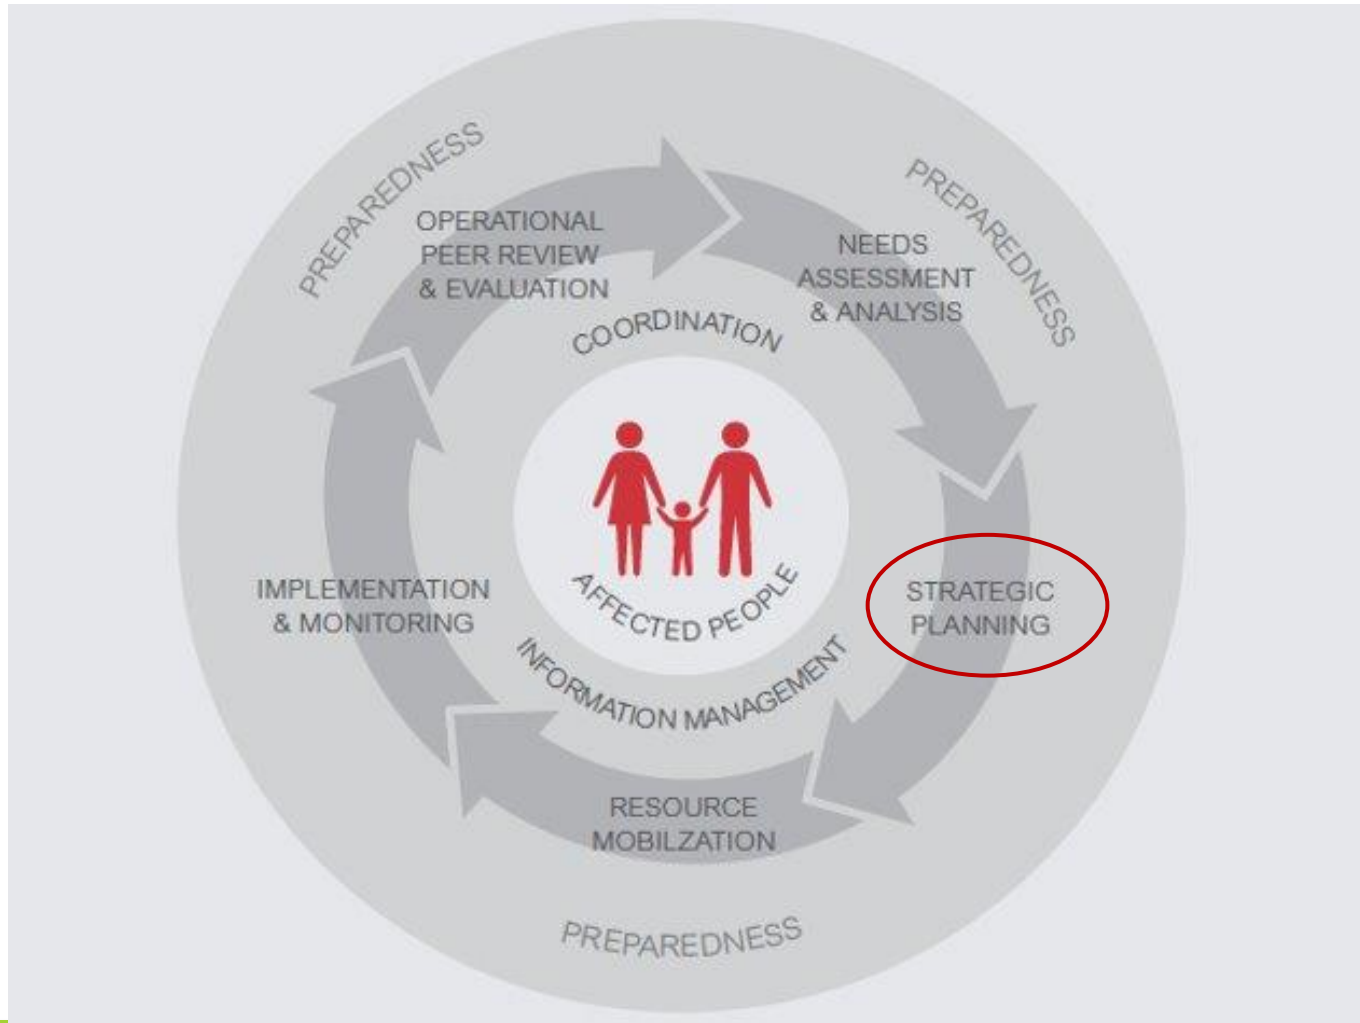 PREPAREDNESS
PREPAREDNESS
OPERATIONAL
PEER REVIEW
& EVALUATION
NEEDS
ASSESSMENT
& ANALYSIS
COORDINATION
AFFECTED PEOPLE
INFORMATION MANAGEMENT
IMPLEMENTATION
& MONITORING
STRATEGIC
PLANNING
RESOURCE
MOBILZATION
PREPAREDNESS